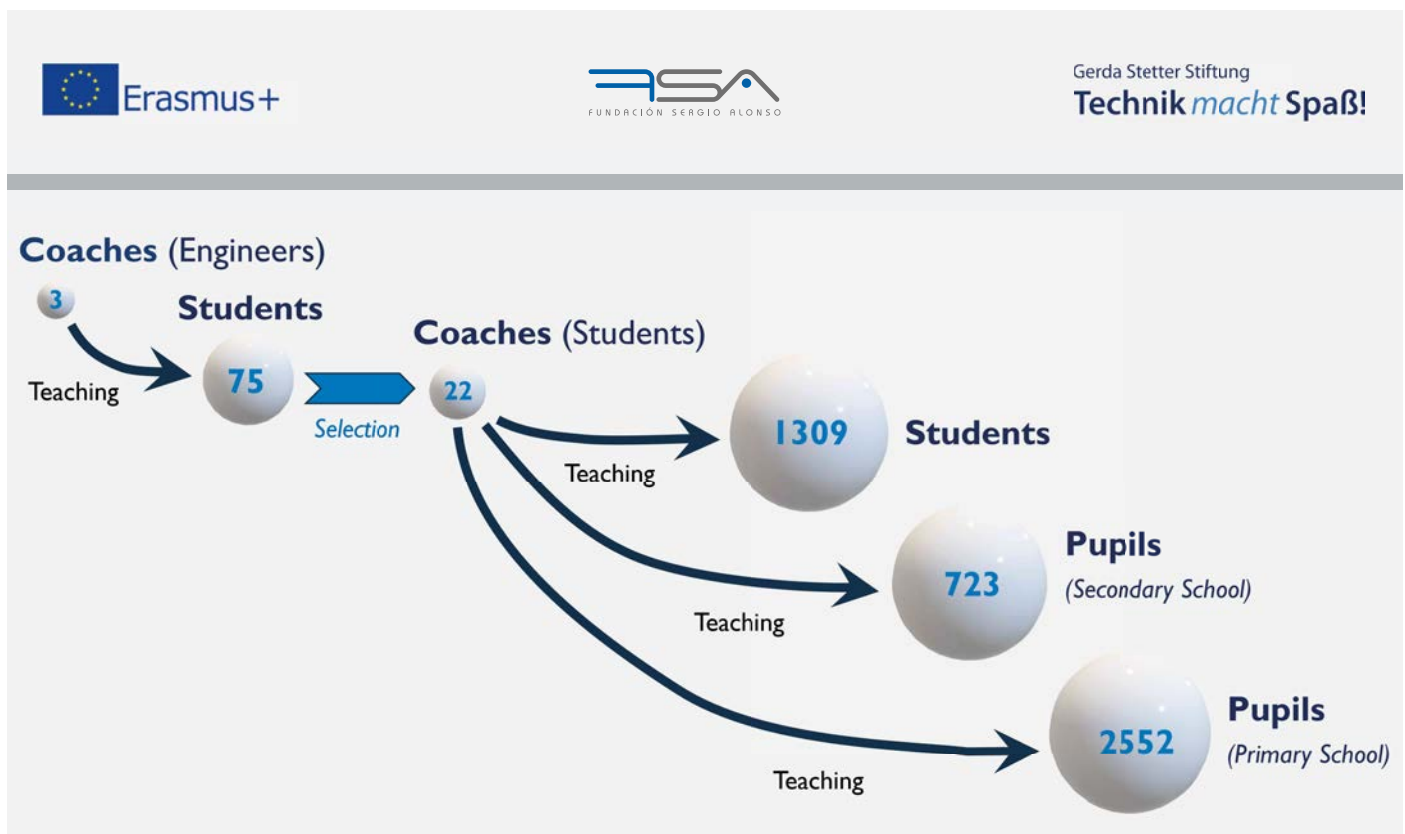 Erasmus+
FUNDACIÓN SERGIO ALONSO
Gerda Stetter Stiftung
Technik macht Spaß!
Coaches (Engineers)
3
Teaching
Students
75
Selection
Coaches (Students)
22
Teaching
1309
Students
Teaching
723
Pupils
(Secondary School)
Teaching
2552
Pupils
(Primary School)